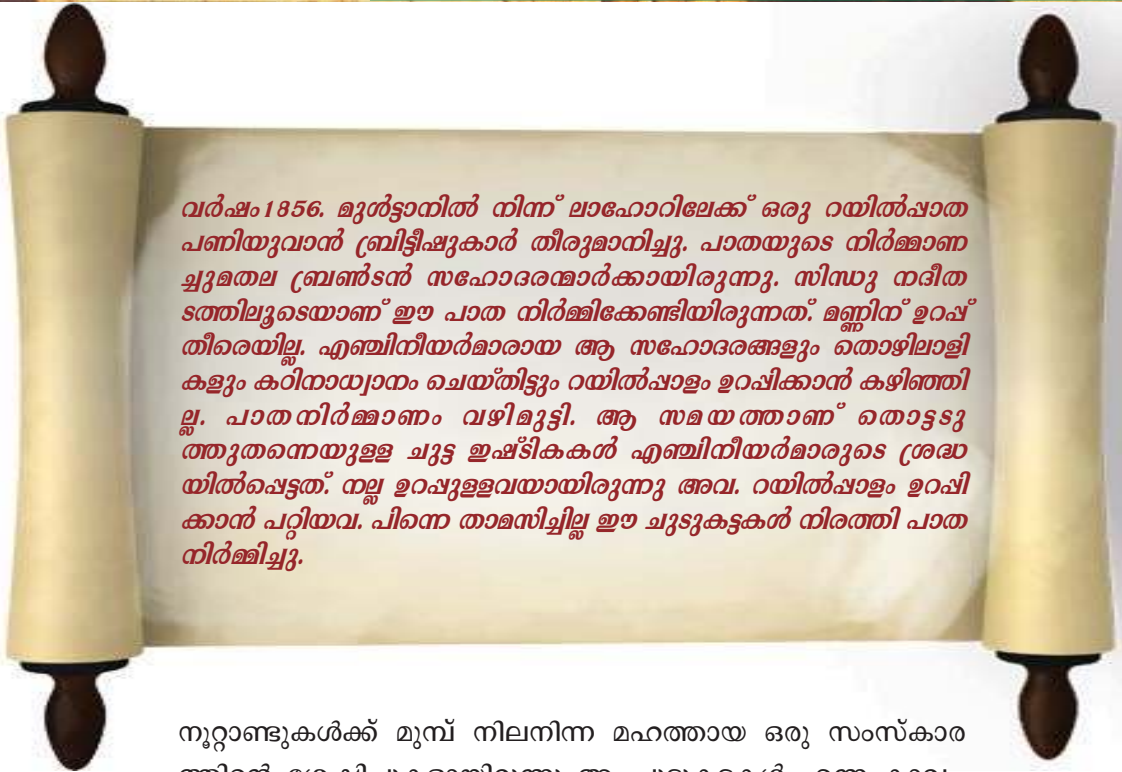 വർഷം1856. മുൾട്ടാനിൽ നിന്ന് ലാഹോറിലേക്ക് ഒരു റയിൽപ്പാത
പണിയുവാൻ ബ്രിട്ടീഷുകാർ തീരുമാനിച്ചു. പാതയുടെ നിർമ്മാണ
ച്ചുമതല ബ്രൺടൻ സഹോദരന്മാർക്കായിരുന്നു. സിന്ധു നദീത
ടത്തിലൂടെയാണ് ഈ പാത നിർമ്മിക്കേണ്ടിയിരുന്നത്. മണ്ണിന് ഉറപ്പ്
തീരെയില്ല. എഞ്ചിനീയർമാരായ ആ സഹോദരങ്ങളും തൊഴിലാളി
കളും കഠിനാധ്വാനം ചെയ്തിട്ടും റയിൽപ്പാളം ഉറപ്പിക്കാൻ കഴിഞ്ഞി
ല്ല. പാതനിർമ്മാണം വഴിമുട്ടി. ആ സമയത്താണ് തൊട്ടടു
ത്തുതന്നെയുളള ചുട്ട ഇഷ്ടികകൾ എഞ്ചിനീയർമാരുടെ ശ്രദ്ധ
യിൽപ്പെട്ടത്. നല്ല ഉറപ്പുളളവയായിരുന്നു അവ. റയിൽപ്പാളം ഉറപ്പി
ക്കാൻ പറ്റിയവ. പിന്നെ താമസിച്ചില്ല ഈ ചുടുകട്ടകൾ നിരത്തി പാത
നിർമ്മിച്ചു.
നൂറ്റാണ്ടുകൾക്ക് മുമ്പ് നിലനിന്ന മഹത്തായ ഒരു സംസ്കാര